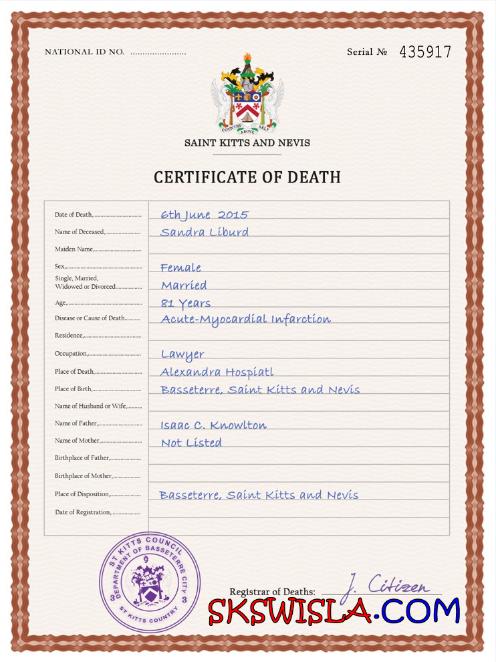 NATIONAL ID NO. ........................
Serial № 435917
SAINT KITTS AND NEVIS
CERTIFICATE OF DEATH
Date of Death, 6th June 2015
Name of Deceased, Sandra Liburd
Maiden Name
Sex Female
Single, Married,
Widowed or Divorced Married
Age, 81 Years
Disease or Cause of Death Acute-Myocardial Infarction
Residence,
Occupation, Lawyer
Place of Death, Alexandra Hospiatl
Place of Birth, Basseterre, Saint Kitts and Nevis
Name of Husband or Wife,
Name of Father, Isaac C. Knowlton
Name of Mother, Not Listed
Birthplace of Father,
Birthplace of Mother,
Place of Disposition, Basseterre, Saint Kitts and Nevis
Date of Registration,
ST KITTS COUNCIL
DEPARTMENT OF BASSETERRE CITY
ST KITTS COUNTRY
Registrar of Deaths: J. Citizen
SKSWISLA.COM